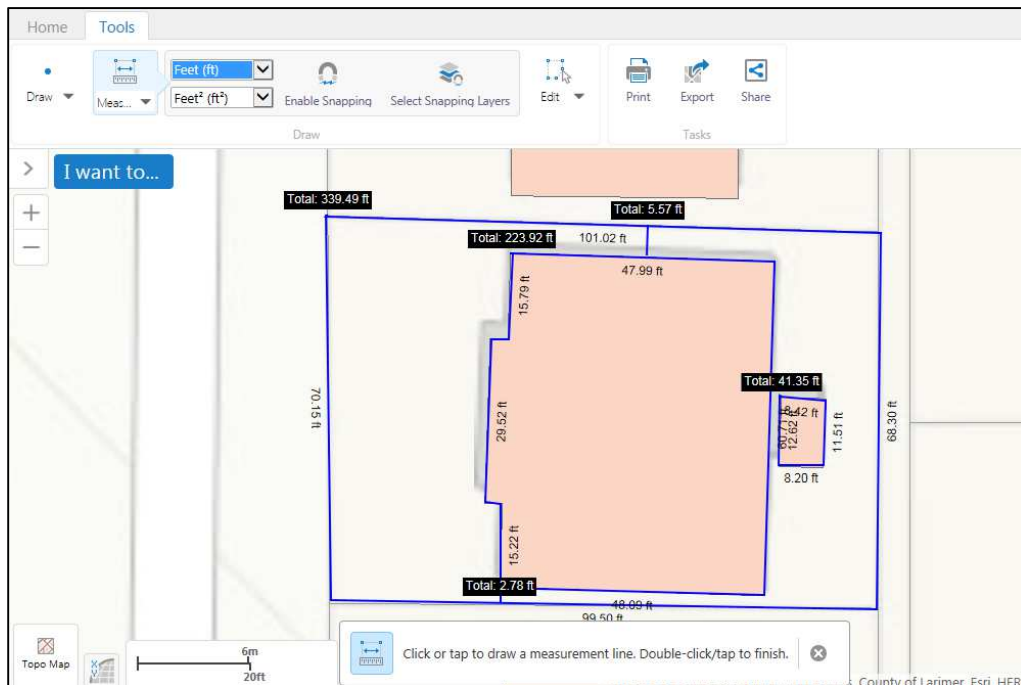 Home Tools
Draw
Meas...
Feet (ft)
Feet² (ft²)
Enable Snapping
Select Snapping Layers
Edit
Print
Export
Share
Draw
Tasks
I want to...
Total: 339.49 ft
Total: 5.57 ft
Total: 223.92 ft
101.02 ft
47.99 ft
15.79 ft
Total: 41.35 ft
70.15 ft
29.52 ft
60.71 ft
12.62 ft
11.51 ft
68.30 ft
8.20 ft
15.22 ft
Total: 2.78 ft
48.09 ft
99.50 ft
Topo Map
6m
20ft
Click or tap to draw a measurement line. Double-click/tap to finish.
County of Larimer, Esri, HER